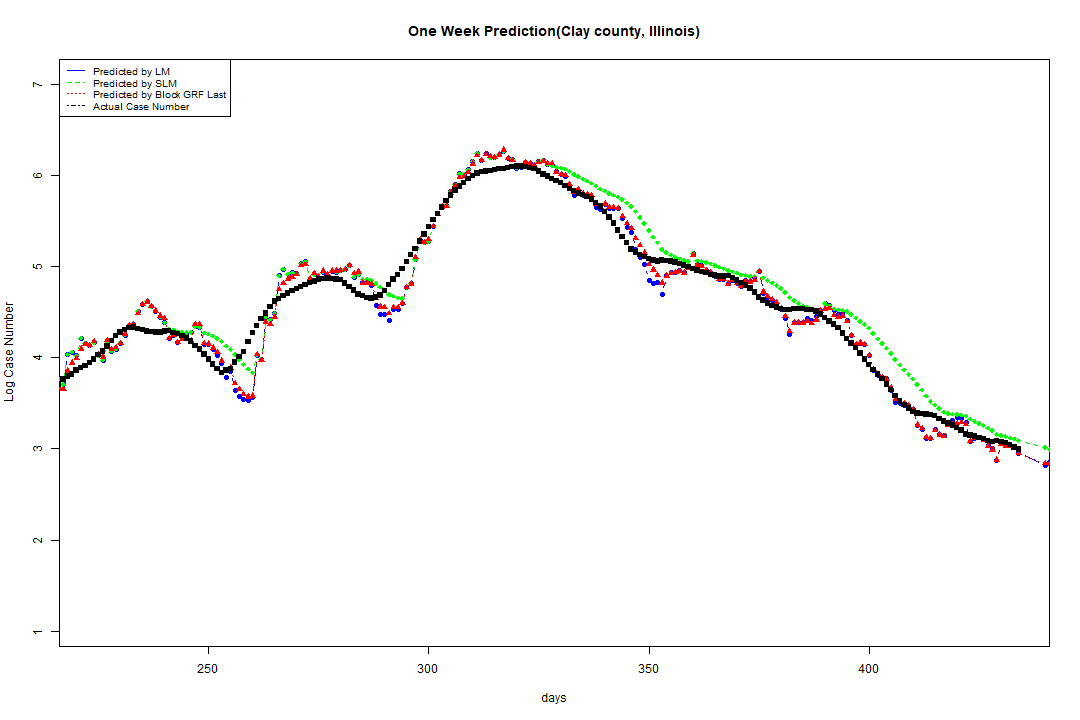 One Week Prediction(Clay county, Illinois)
Predicted by LM
Predicted by SLM
Predicted by Block GRF Last
Actual Case Number
7
6
5
4
3
2
1
Log Case Number
250
300
350
400
days